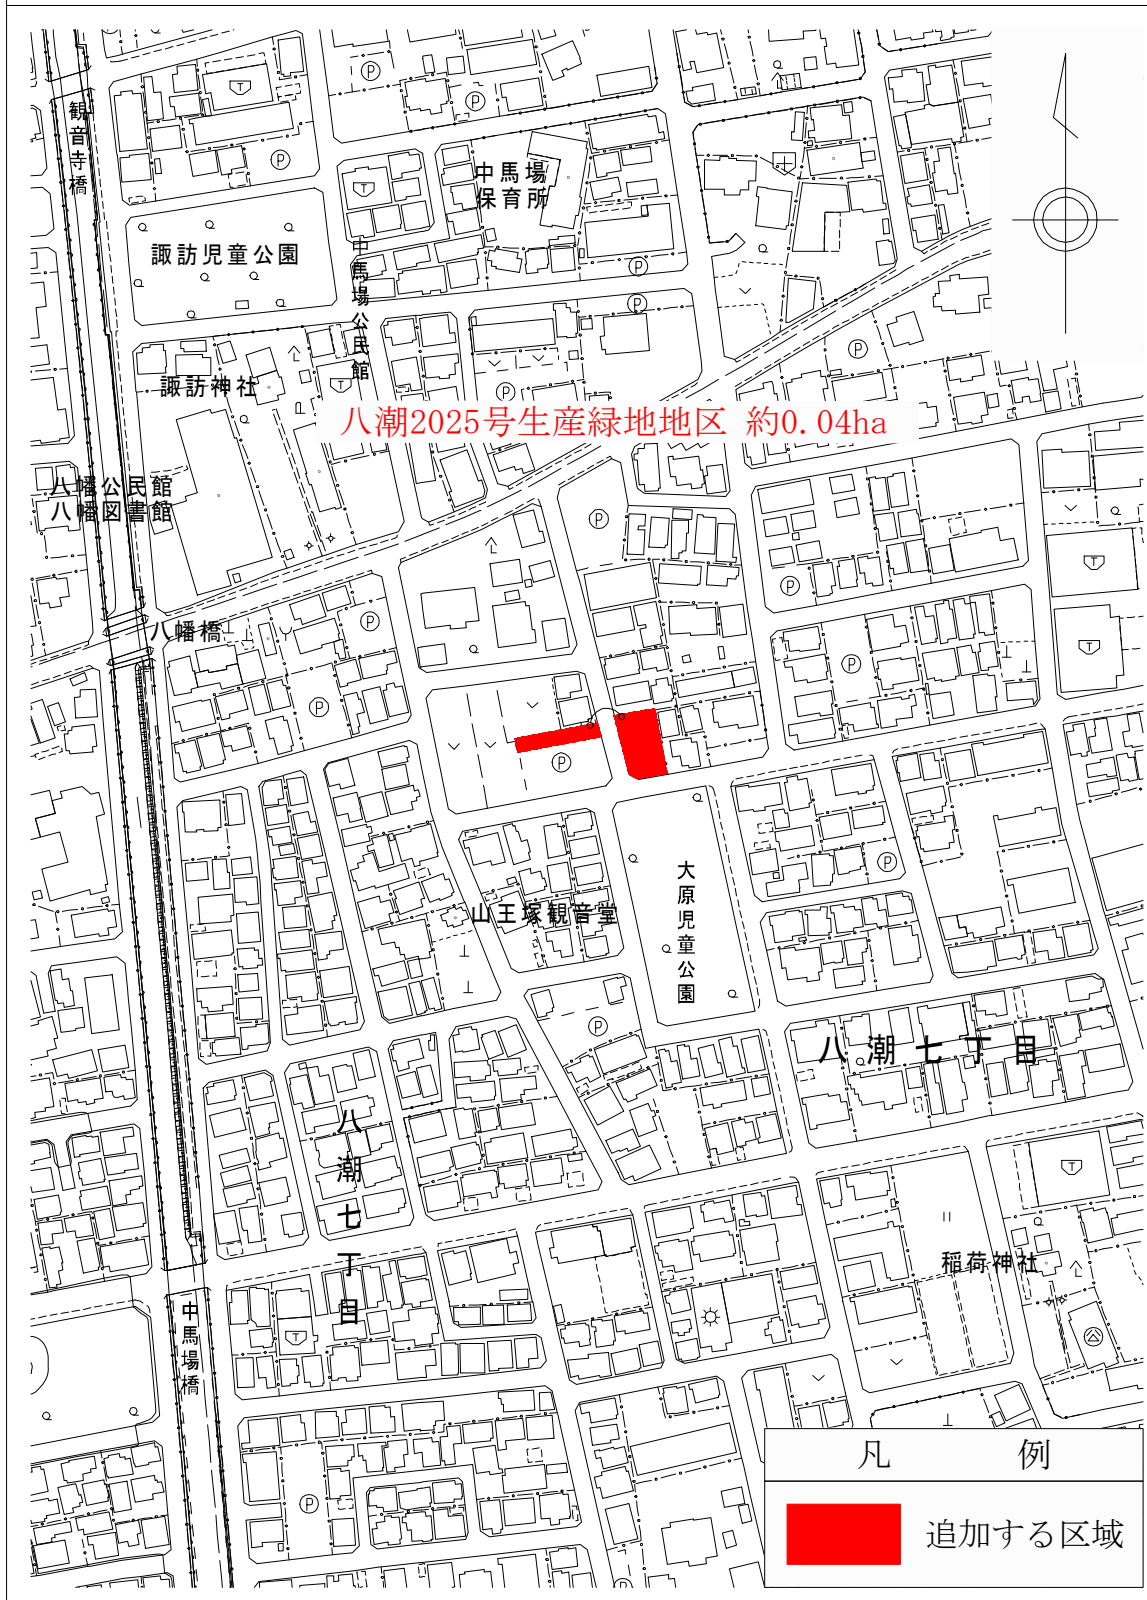 観音寺橋
中馬場
保育所
諏訪児童公園
中馬場公民館
諏訪神社
八潮2025号生産緑地地区 約0.04ha
八幡公民館
八幡図書館
八幡橋
大原児童公園
山王塚観音堂
八潮七丁目
八潮七丁目
稲荷神社
中馬場橋
凡 例
追加する区域